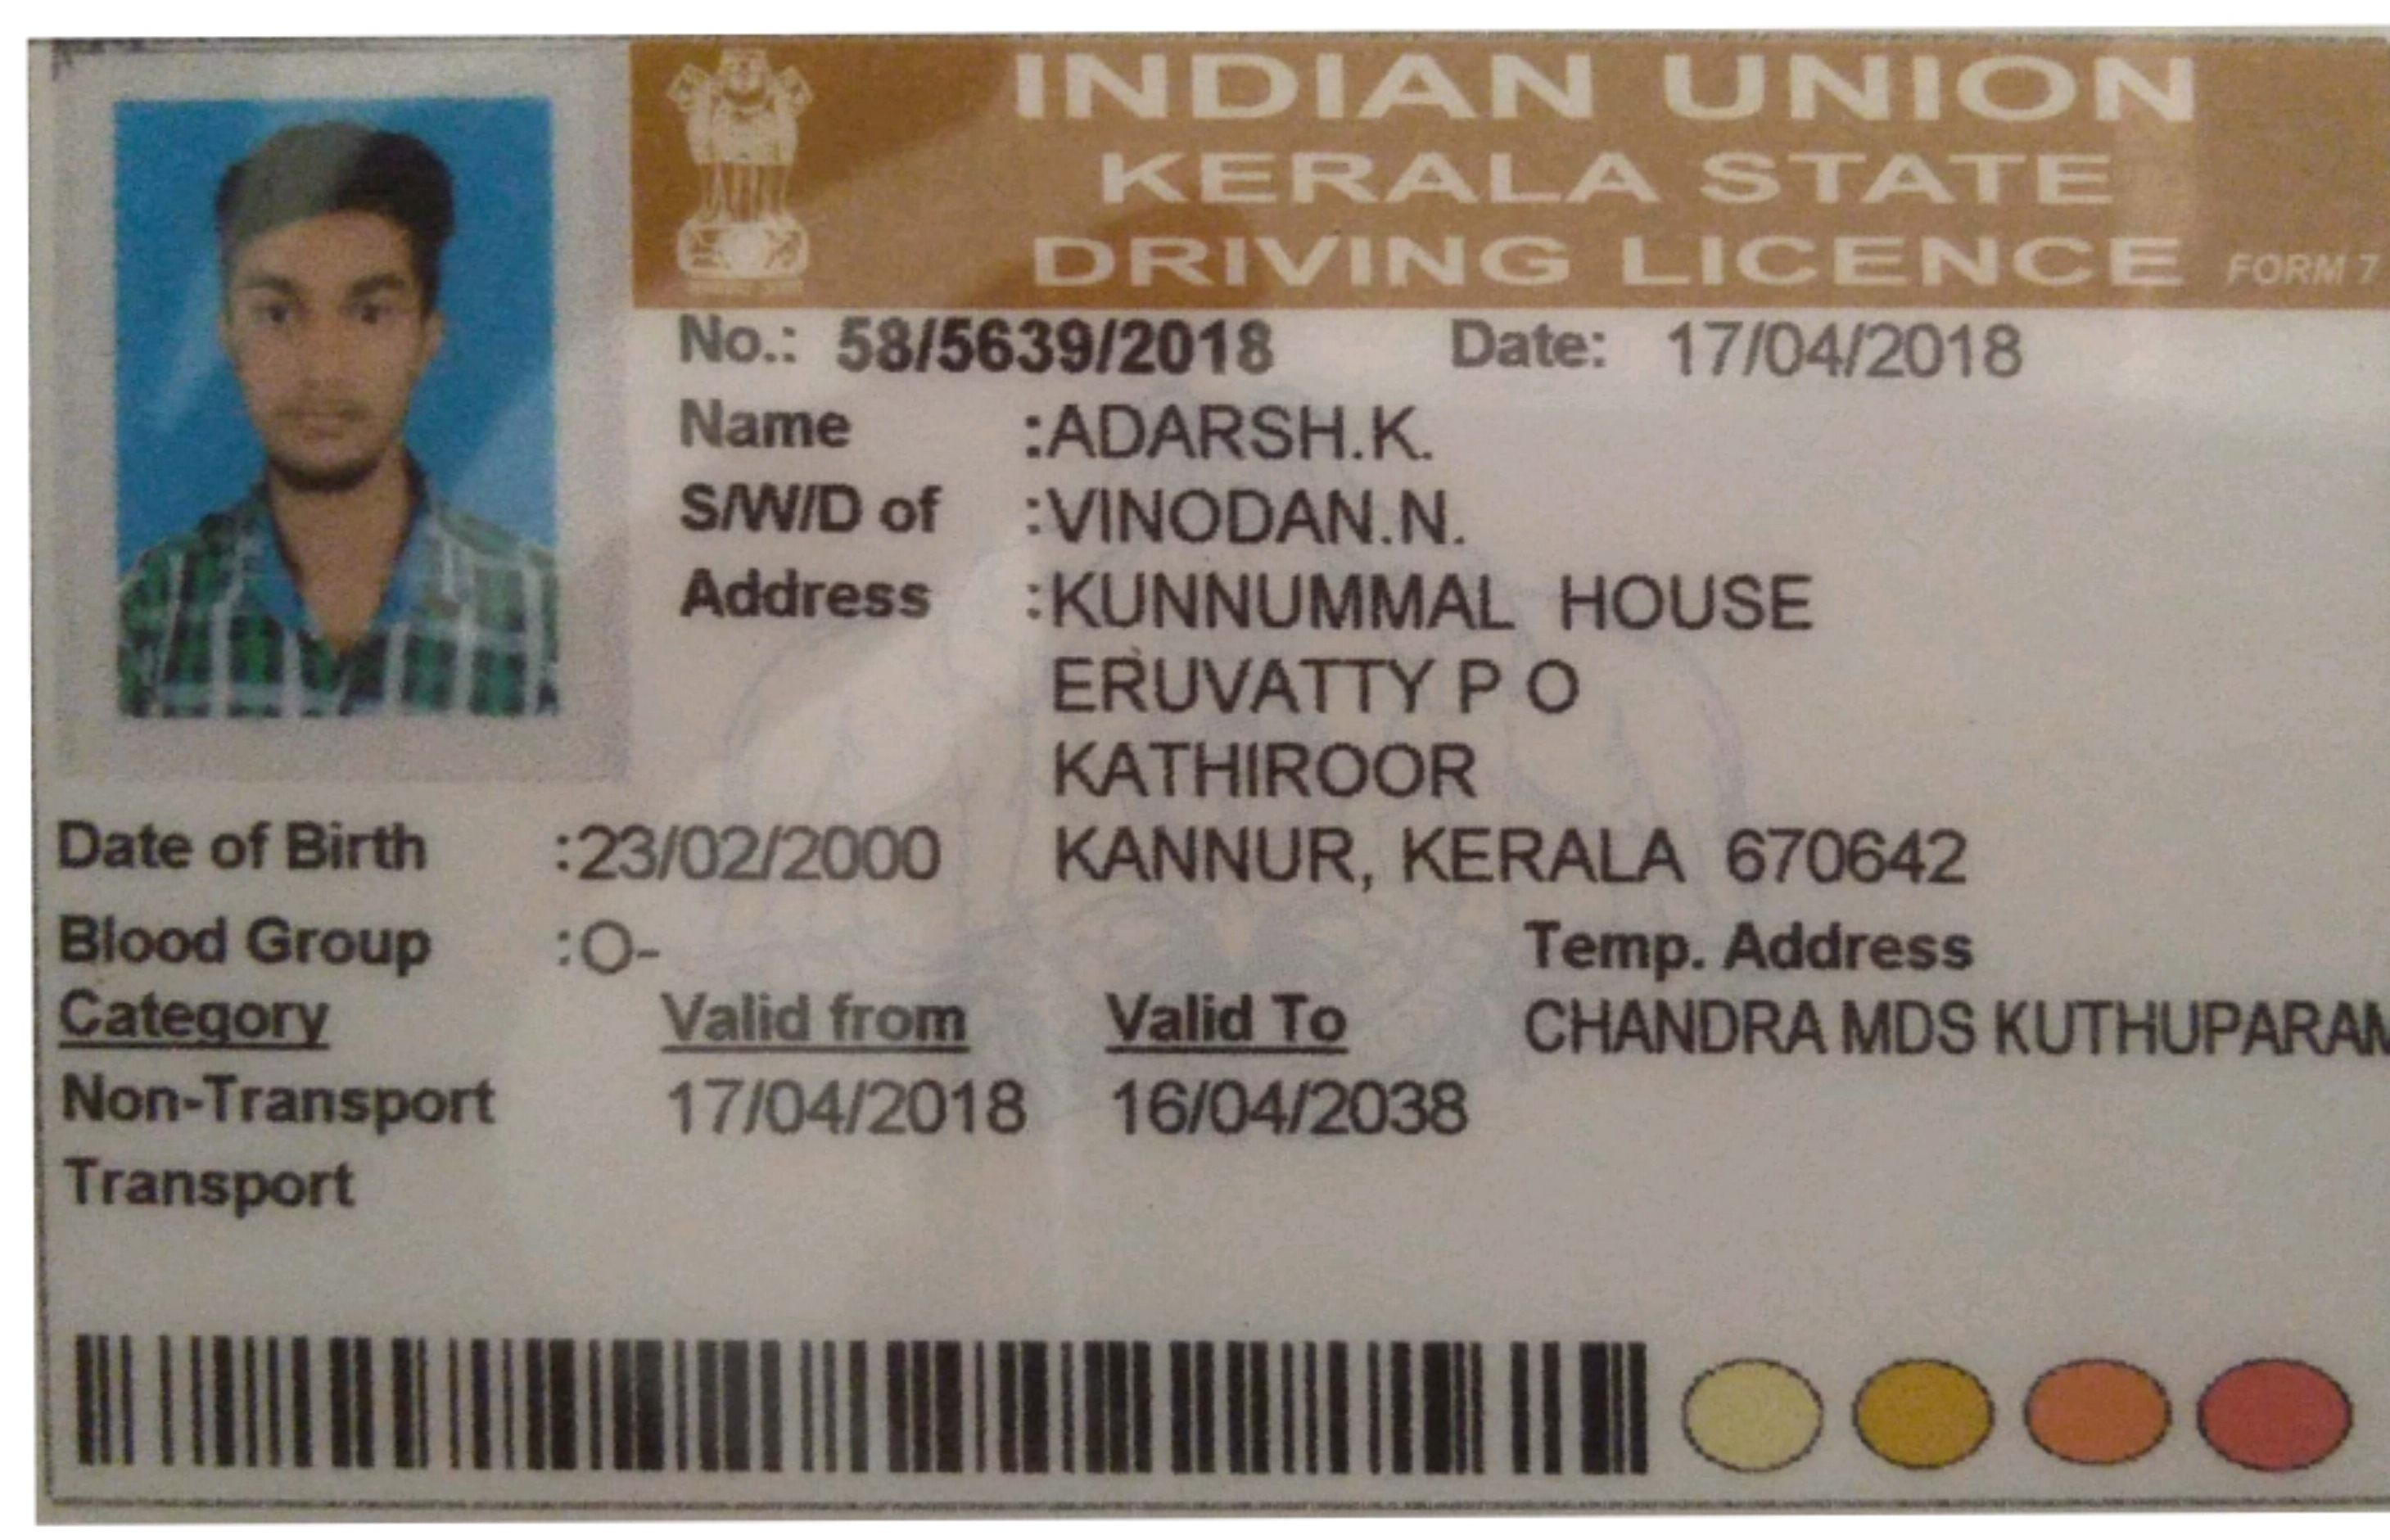 INDIAN UNION
KERALA STATE
DRIVING LICENCE FORM 7
No.: 58/5639/2018 Date: 17/04/2018
Name :ADARSH.K.
S/W/D of :VINODAN.N.
Address :KUNNUMMAL HOUSE
ERUVATTY P O
KATHIROOR
Date of Birth :23/02/2000 KANNUR, KERALA 670642
Blood Group :O- Temp. Address
Category Valid from Valid To CHANDRA MDS KUTHUPARAM
Non-Transport 17/04/2018 16/04/2038
Transport